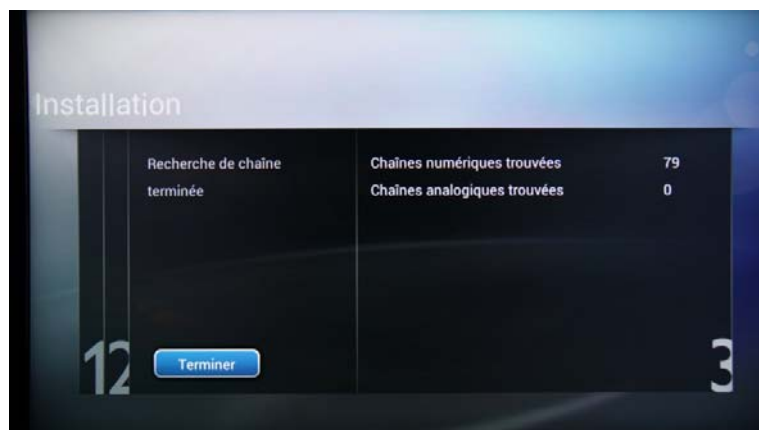 Installation
Recherche de chaîne
terminée
Chaînes numériques trouvées 79
Chaînes analogiques trouvées 0
12
Terminer
3